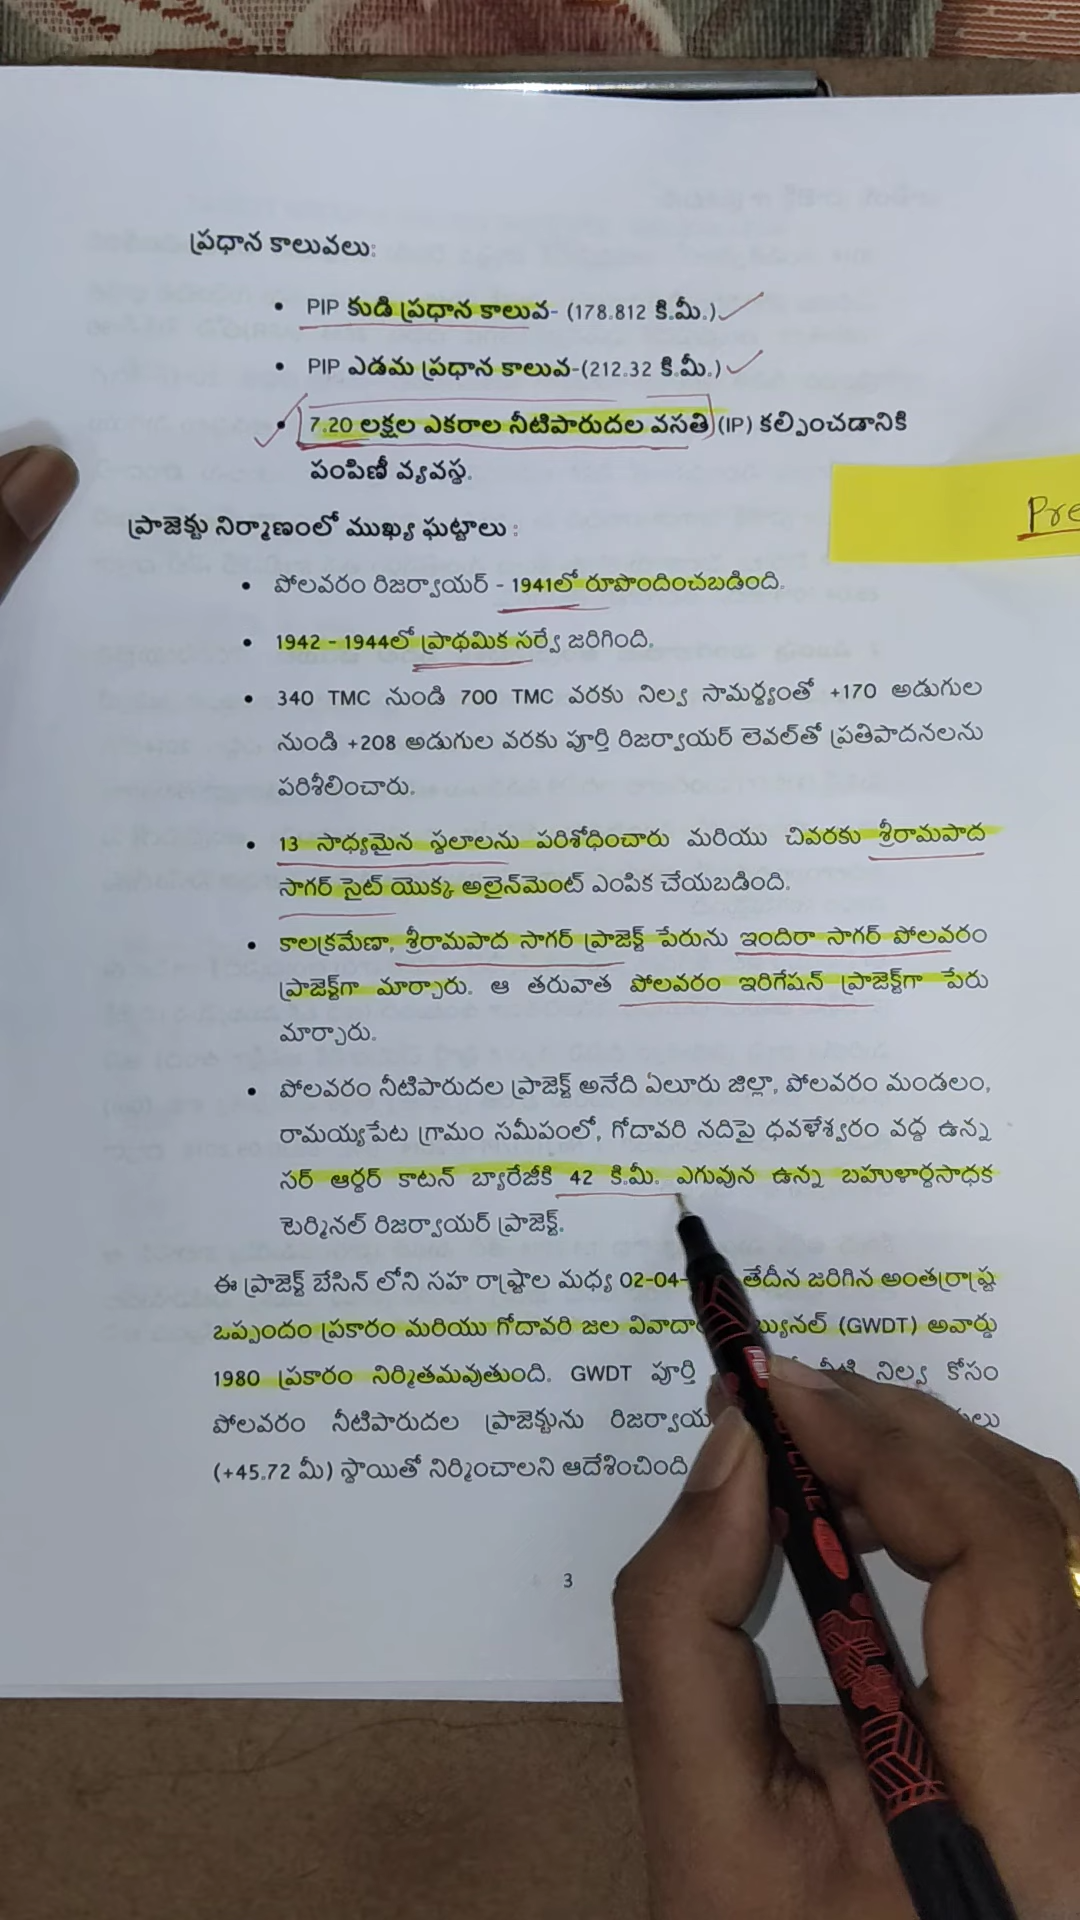 ప్రధాన కాలువలు:
• PIP కుడి ప్రధాన కాలువ- (178.812 కి.మీ.)
• PIP ఎడమ ప్రధాన కాలువ-(212.32 కి.మీ.)
• 7.20 లక్షల ఎకరాల నీటిపారుదల వసతి (IP) కల్పించడానికి
పంపిణీ వ్యవస్థ.
Pre
ప్రాజెక్టు నిర్మాణంలో ముఖ్య ఘట్టాలు :
• పోలవరం రిజర్వాయర్ - 1941లో రూపొందించబడింది.
• 1942 - 1944లో ప్రాథమిక సర్వే జరిగింది.
• 340 TMC నుండి 700 TMC వరకు నిల్వ సామర్థ్యంతో +170 అడుగుల
నుండి +208 అడుగుల వరకు పూర్తి రిజర్వాయర్ లెవల్‌తో ప్రతిపాదనలను
పరిశీలించారు.
• 13 సాధ్యమైన స్థలాలను పరిశోధించారు మరియు చివరకు శ్రీరామపాద
సాగర్ సైట్ యొక్క అలైన్‌మెంట్ ఎంపిక చేయబడింది.
• కాలక్రమేణా, శ్రీరామపాద సాగర్ ప్రాజెక్ట్ పేరును ఇందిరా సాగర్ పోలవరం
ప్రాజెక్ట్‌గా మార్చారు. ఆ తరువాత పోలవరం ఇరిగేషన్ ప్రాజెక్ట్‌గా పేరు
మార్చారు.
• పోలవరం నీటిపారుదల ప్రాజెక్ట్ అనేది ఏలూరు జిల్లా, పోలవరం మండలం,
రామయ్యపేట గ్రామం సమీపంలో, గోదావరి నదిపై ధవళేశ్వరం వద్ద ఉన్న
సర్ ఆర్థర్ కాటన్ బ్యారేజీకి 42 కి.మీ. ఎగువున ఉన్న బహుళార్థసాధక
టెర్మినల్ రిజర్వాయర్ ప్రాజెక్ట్.
ఈ ప్రాజెక్ట్ బేసిన్ లోని సహ రాష్ట్రాల మధ్య 02-04- తేదీన జరిగిన అంతర్రాష్ట్ర
ఒప్పందం ప్రకారం మరియు గోదావరి జల (GWDT) అవార్డు
1980 ప్రకారం నిర్మితమవుతుంది. GWDT పూర్తి నీటి నిల్వ కోసం
పోలవరం నీటిపారుదల ప్రాజెక్టును
(+45.72 మీ) స్థాయితో నిర్మించాలని ఆదేశించింది
3